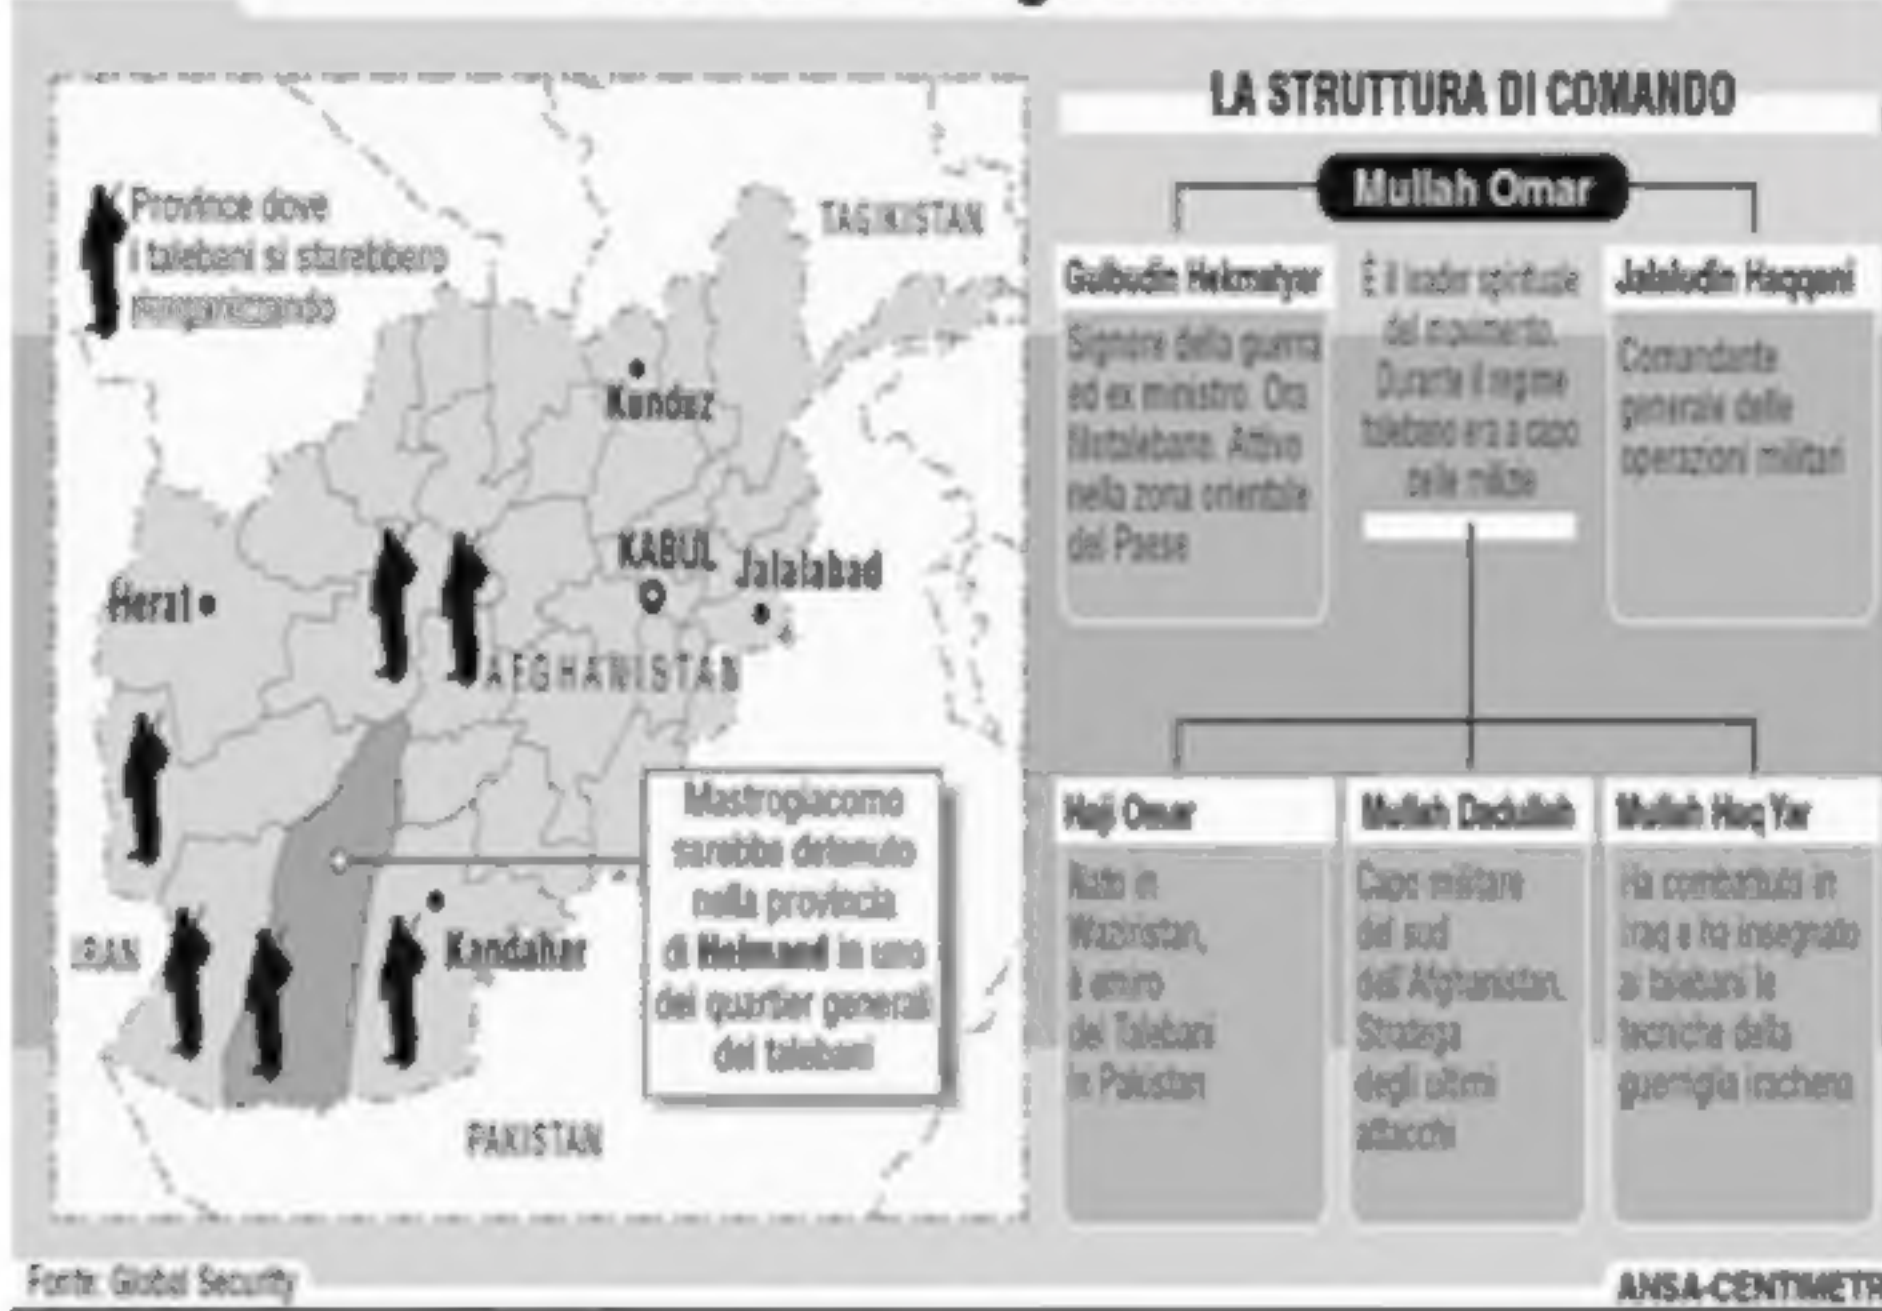 LA STRUTTURA DI COMANDO
Mullah Omar
Province dove
i talebani si starebbero
riorganizzando
TAGIKISTAN
Kunduz
KABUL
Jalalabad
Herat
AFGHANISTAN
IRAN
Kandahar
PAKISTAN
Mastrogiacomo
sarebbe detenuto
nella provincia
di Helmand in uno
dei quartier generali
dei talebani
Gulbudin Hekmatyar
Signore della guerra
ed ex ministro. Ora
filotalebano. Attivo
nella zona orientale
del Paese
È il leader spirituale
del movimento.
Durante il regime
talebano era a capo
delle milizie
Jalaludin Haqqani
Comandante
generale delle
operazioni militari
Haji Omar
Nato in
Waziristan,
è emiro
dei Talebani
in Pakistan
Mullah Dadullah
Capo militare
del sud
dell'Afghanistan.
Stratega
degli ultimi
attacchi
Mullah Haq Yar
Ha combattuto in
Iraq e ha insegnato
ai talebani le
tecniche della
guerriglia irachena
Fonte: Global Security
ANSA-CENTIMETR